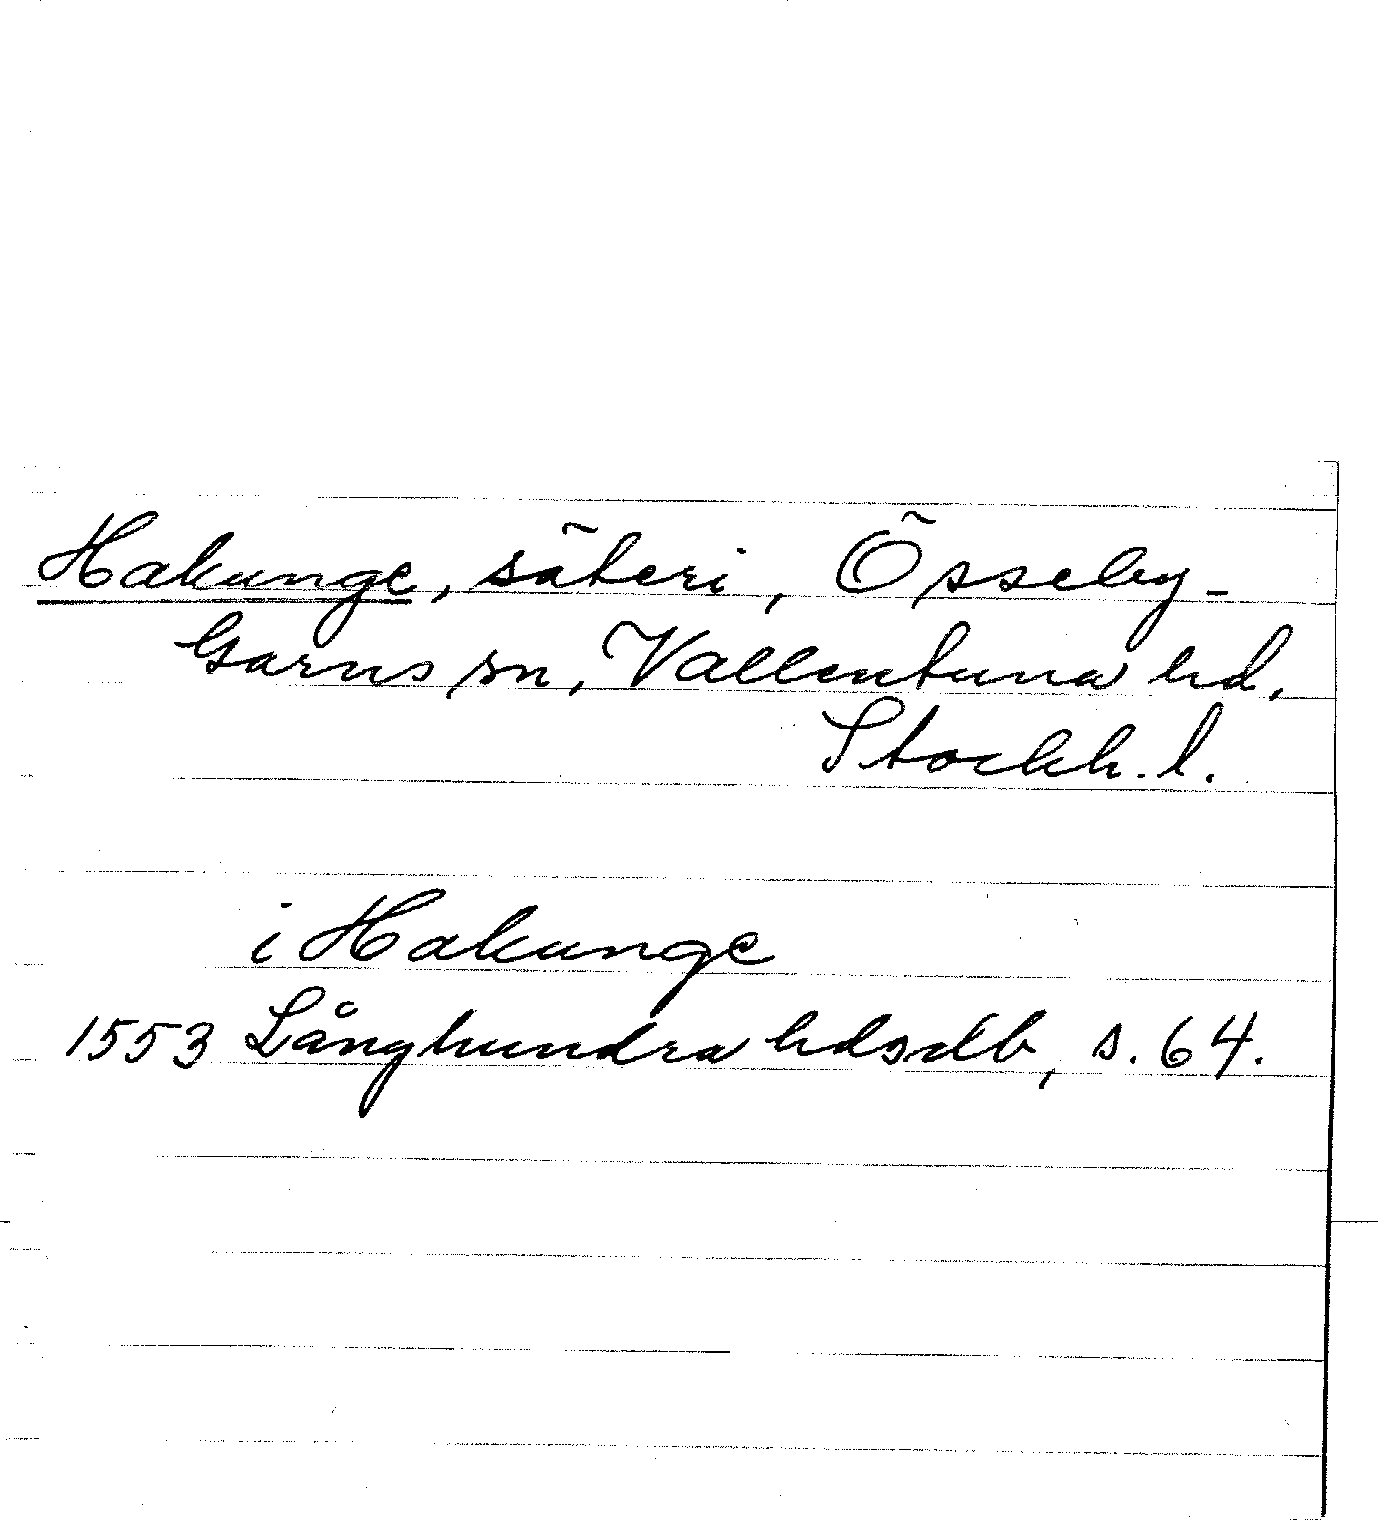 Hakunge, säteri, Össeby-
Garns sn, Vallentuna hd,
Stockh. l.
i Hakunge
1553 Långhundra hdsdb, s. 64.